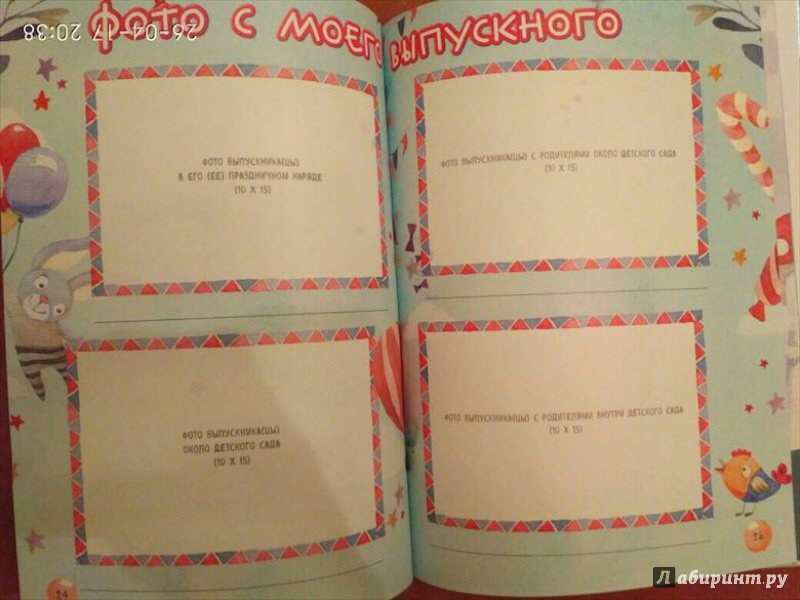 26-04-17 20:38
ФОТО С МОЕГО ВЫПУСКНОГО
ФОТО ВЫПУСКНИКА(ЦЫ)
В ЕГО (ЕЕ) ПРАЗДНИЧНОМ НАРЯДЕ
(10 X 15)
ФОТО ВЫПУСКНИКА(ЦЫ)
ОКОЛО ДЕТСКОГО САДА
(10 X 15)
24
ФОТО ВЫПУСКНИКА(ЦЫ) С РОДИТЕЛЯМИ ОКОЛО ДЕТСКОГО САДА
(10 X 15)
ФОТО ВЫПУСКНИКА(ЦЫ) С РОДИТЕЛЯМИ ВНУТРИ ДЕТСКОГО САДА
(10 X 15)
Лабиринт.ру